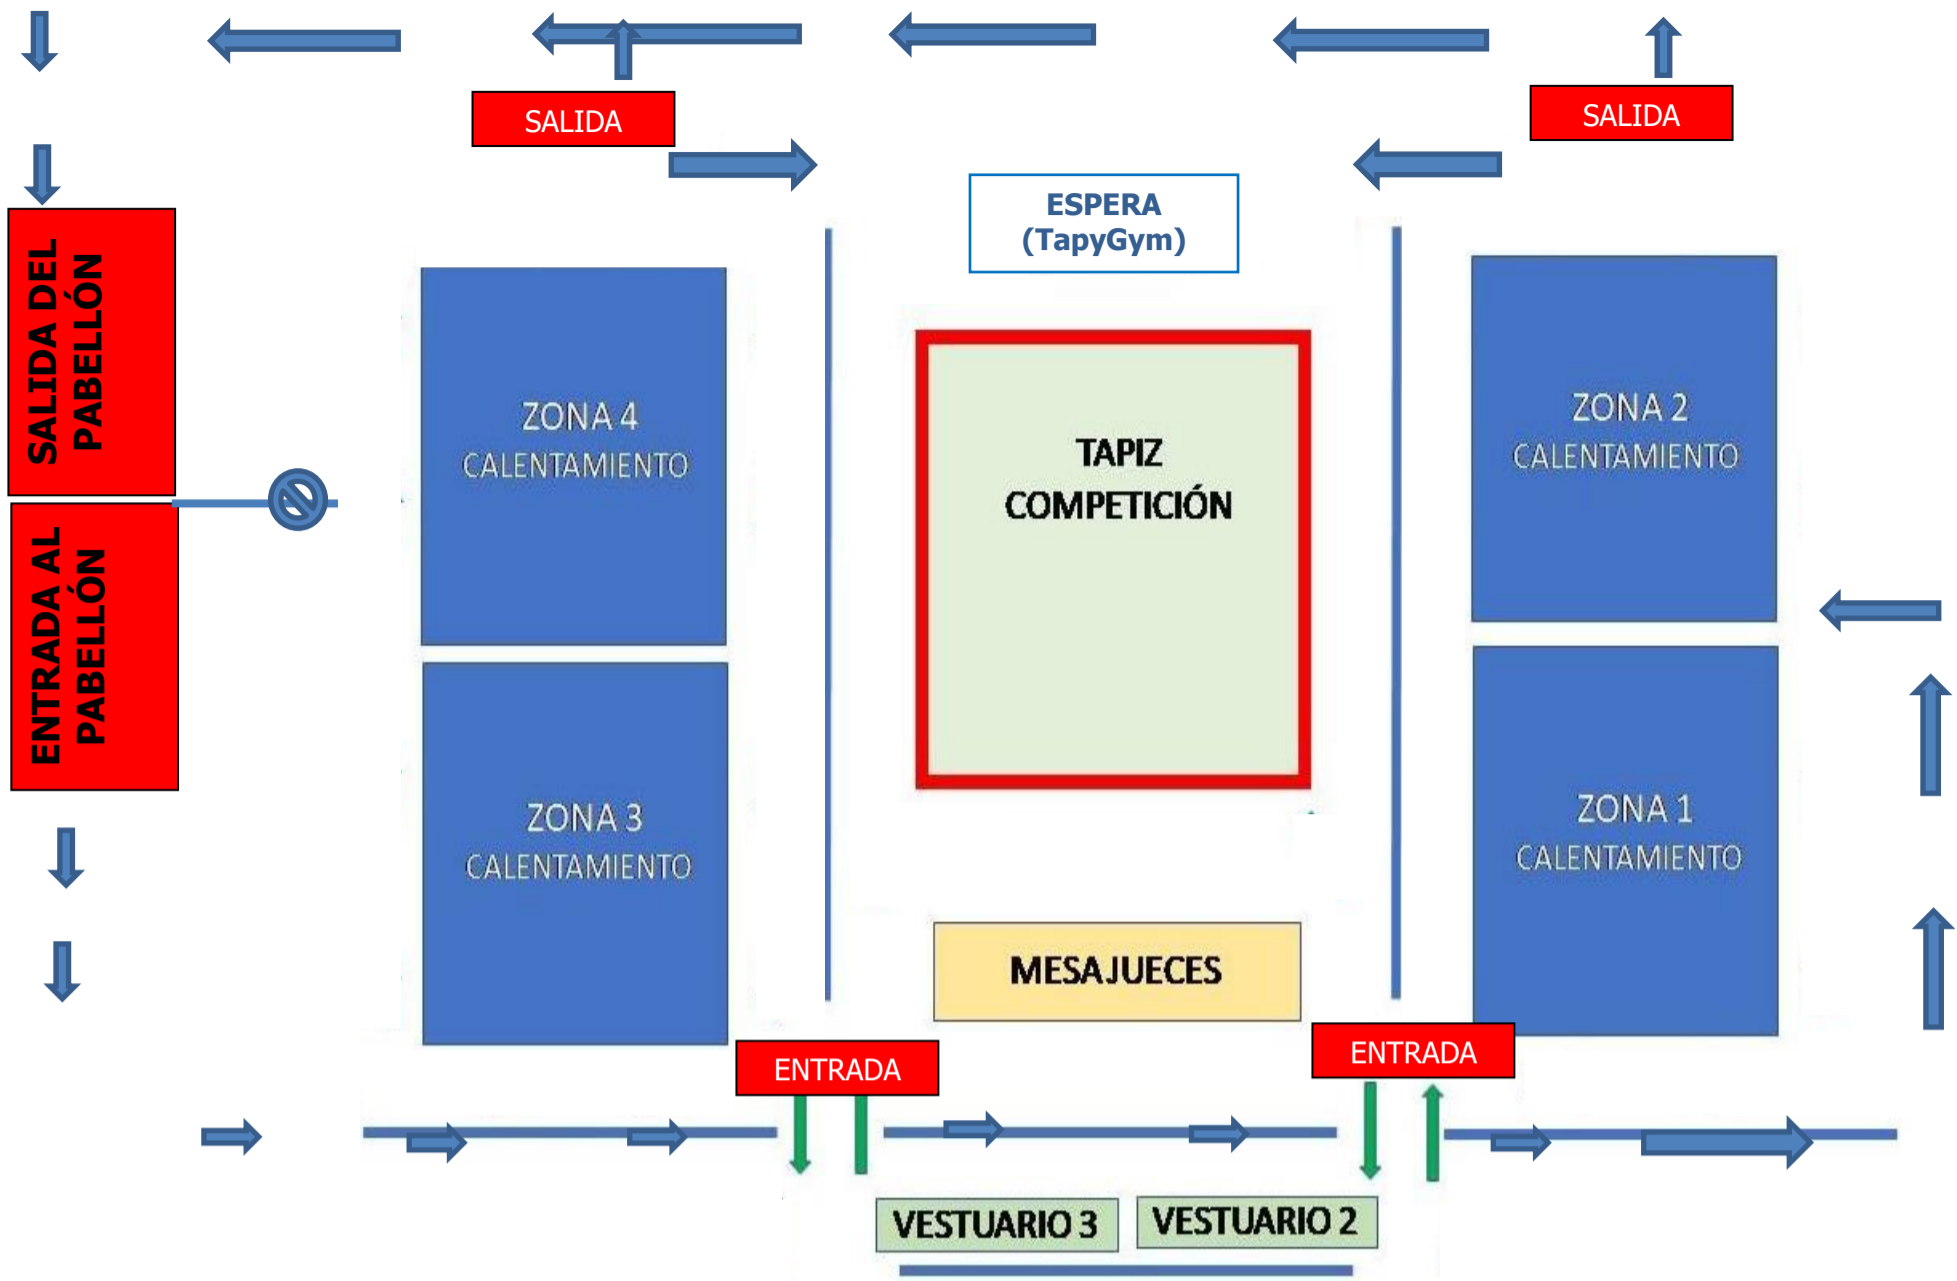 SALIDA
SALIDA
ESPERA
(TapyGym)
SALIDA DEL
PABELLÓN
ZONA 4
CALENTAMIENTO
TAPIZ
COMPETICIÓN
ZONA 2
CALENTAMIENTO
ENTRADA AL
PABELLÓN
ZONA 3
CALENTAMIENTO
ZONA 1
CALENTAMIENTO
MESA JUECES
ENTRADA
ENTRADA
VESTUARIO 3
VESTUARIO 2